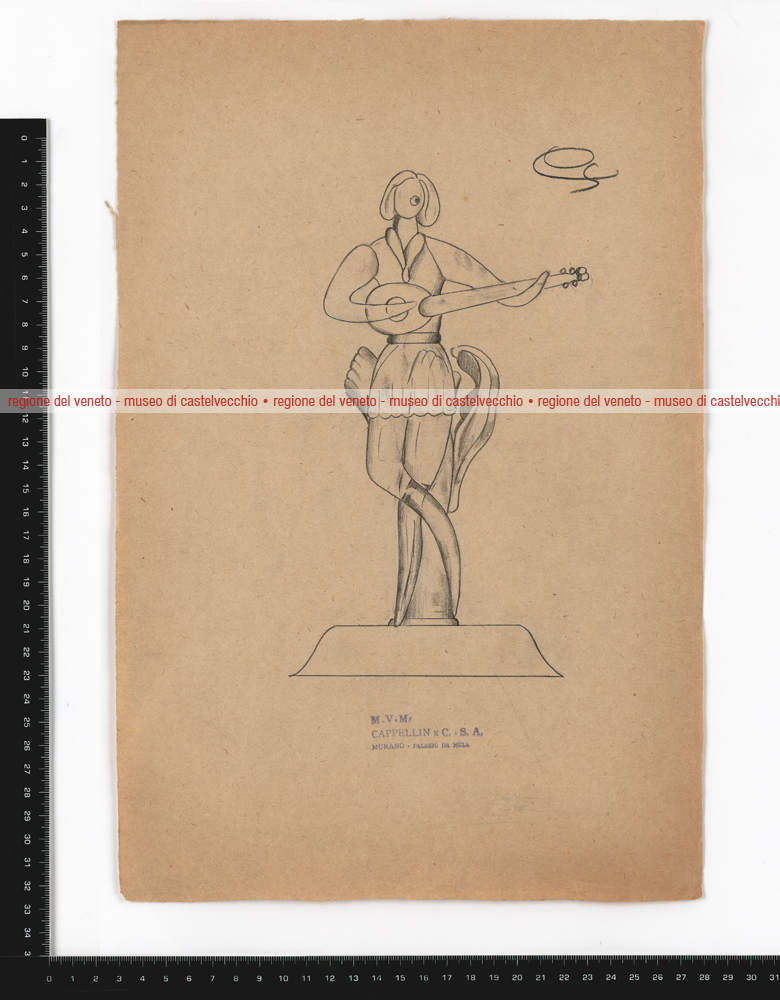 regione del veneto - museo di castelvecchio • regione del veneto - museo di castelvecchio • regione del veneto - museo di castelvecchi
M.V.M.
CAPPELLIN E C. - S. A.
MURANO - PALAZZO DA MULA
0 1 2 3 4 5 6 7 8 9 10 12 13 14 15 16 17 18 19 20 21 22 23 24 25 26 27 28 29 30 31 32 33 34 3
0 1 2 3 4 5 6 7 8 9 10 11 12 13 14 15 16 17 18 19 20 21 22 23 24 25 26 27 28 29 30 31